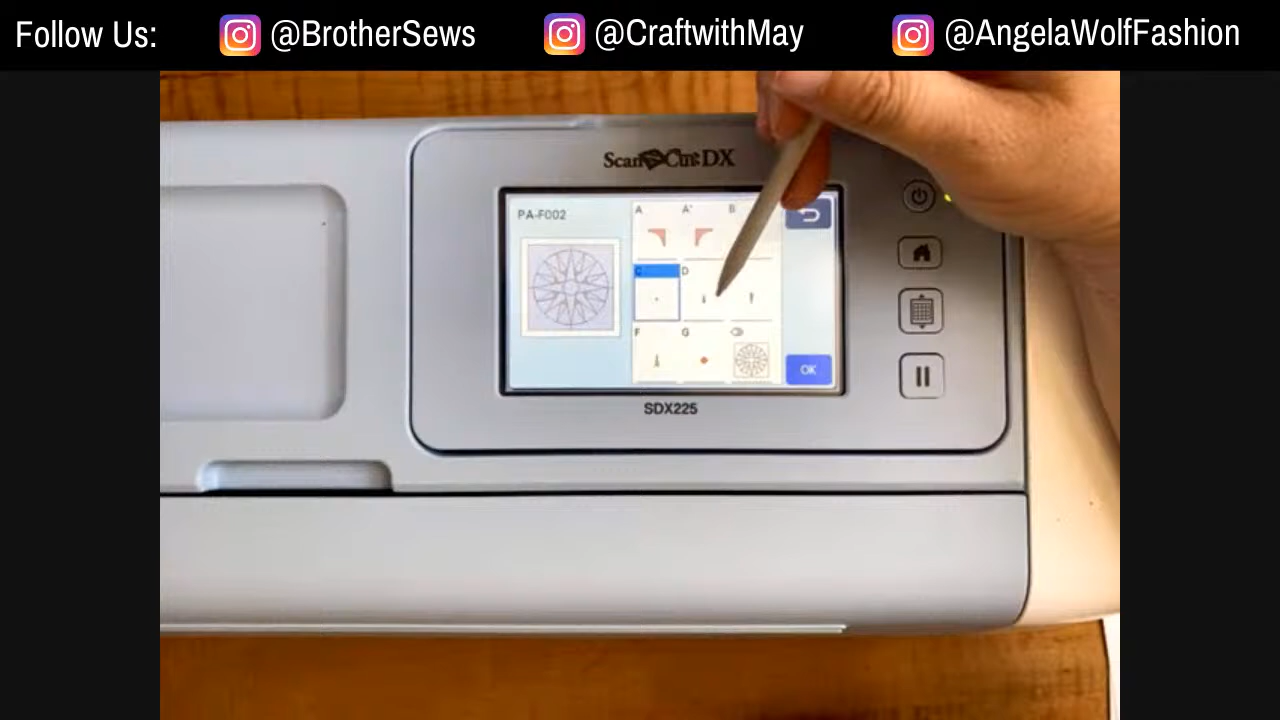 Follow Us: @BrotherSews @CraftwithMay @AngelaWolfFashion
ScanNCut DX
PA-F002
A A' B
C D
F G
OK
SDX225